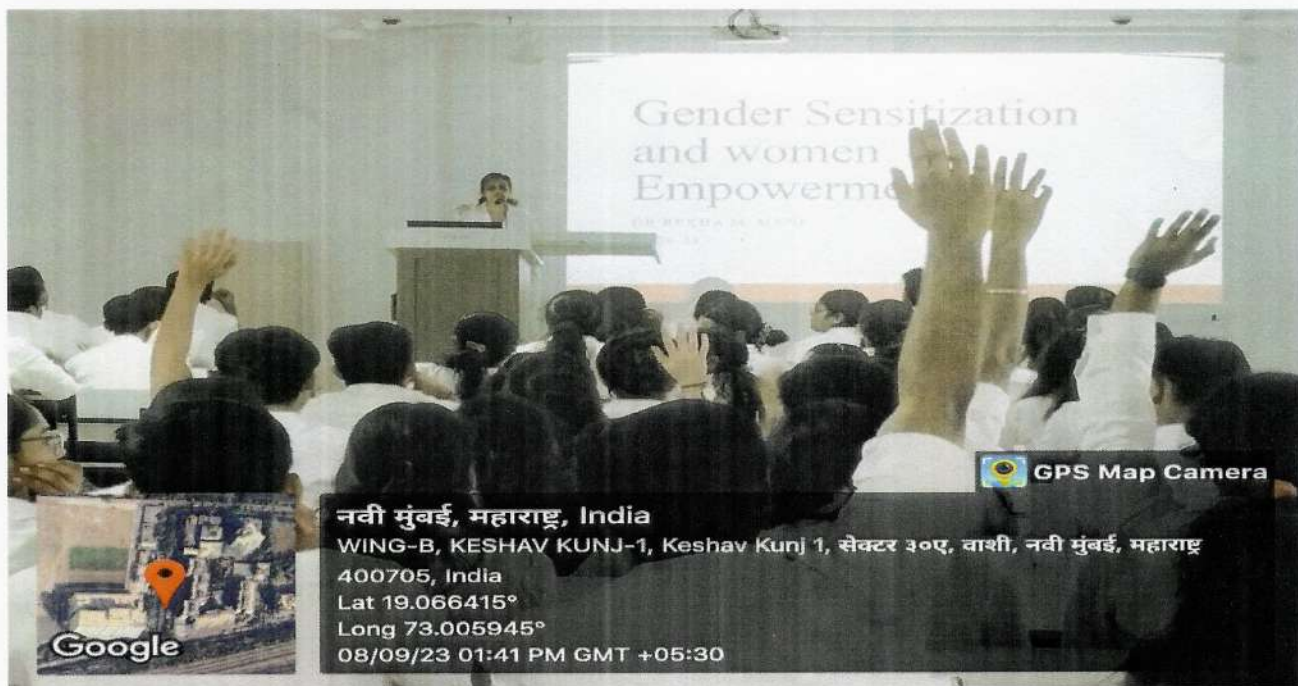 Gender Sensitization
and women
Empowerme
GPS Map Camera
नवी मुंबई, महाराष्ट्र, India
WING-B, KESHAV KUNJ-1, Keshav Kunj 1, सेक्टर ३०ए, वाशी, नवी मुंबई, महाराष्ट्र
400705, India
Lat 19.066415°
Long 73.005945°
08/09/23 01:41 PM GMT +05:30
Google